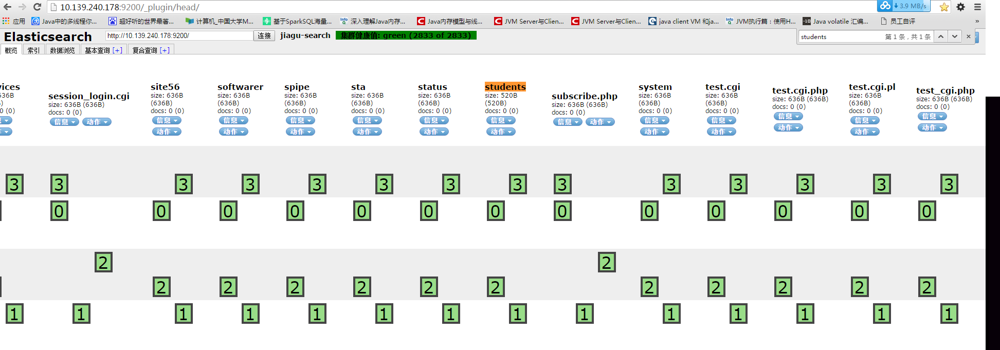 10.139.240.178:9200/_plugin/head/
3.9 MB/s
应用 Java中的多线程你... 超好听的世界最著... 计算机_中国大学M... 基于SparkSQL海量... 深入理解Java内存... Java内存模型与线... JVM Server与Clien... JVM Server与Clien... java client VM 和ja... JVM执行篇：使用H... Java volatile 汇编... 员工自评 »
Elasticsearch http://10.139.240.178:9200/ 连接 jiagu-search 集群健康值: green (2833 of 2833)
students 第 1 条，共 1 条
概览 索引 数据浏览 基本查询 [+] 复合查询 [+]
vices
636B
)
0 (0)
session_login.cgi
size: 636B (636B)
docs: 0 (0)
信息 动作
site56
size: 636B
(636B)
docs: 0 (0)
信息
动作
softwarer
size: 636B
(636B)
docs: 0 (0)
信息
动作
spipe
size: 636B
(636B)
docs: 0 (0)
信息
动作
sta
size: 636B
(636B)
docs: 0 (0)
信息
动作
status
size: 636B
(636B)
docs: 0 (0)
信息
动作
students
size: 520B
(520B)
docs: 0 (0)
信息
动作
subscribe.php
size: 636B (636B)
docs: 0 (0)
信息 动作
system
size: 636B
(636B)
docs: 0 (0)
信息
动作
test.cgi
size: 636B
(636B)
docs: 0 (0)
信息
动作
test.cgi.php
size: 636B (636B)
docs: 0 (0)
信息
动作
test.cgi.pl
size: 636B
(636B)
docs: 0 (0)
信息
动作
test_cgi.php
size: 636B (636B)
docs: 0 (0)
信息
动作
3 3 3 3 3 3 3 3 3 3 3 3 3 3
0 0 0 0 0 0 0 0 0 0 0 0 0
2 2
2 2 2 2 2 2 2 2 2 2 2
1 1 1 1 1 1 1 1 1 1 1 1 1 1